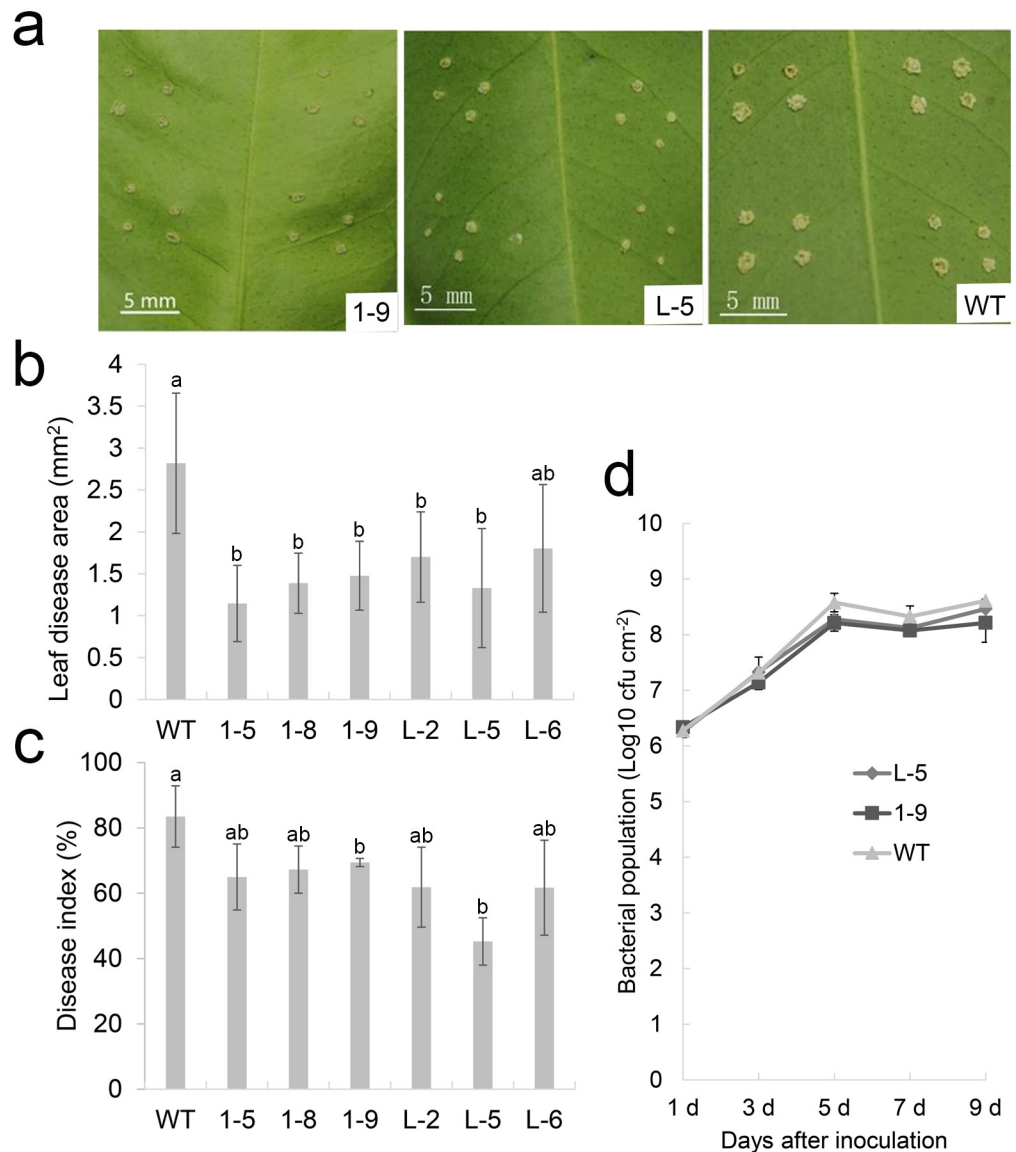 a
5 mm
1-9
5 mm
L-5
5 mm
WT
b
Leaf disease area (mm²)
4
3.5
3
2.5
2
1.5
1
0.5
0
a
b
b
b
b
b
ab
WT 1-5 1-8 1-9 L-2 L-5 L-6
c
Disease index (%)
100
80
60
40
20
0
a
ab
ab
b
ab
b
ab
WT 1-5 1-8 1-9 L-2 L-5 L-6
d
Bacterial population (Log10 cfu cm⁻²)
10
9
8
7
6
5
4
3
2
1
0
L-5
1-9
WT
1 d 3 d 5 d 7 d 9 d
Days after inoculation